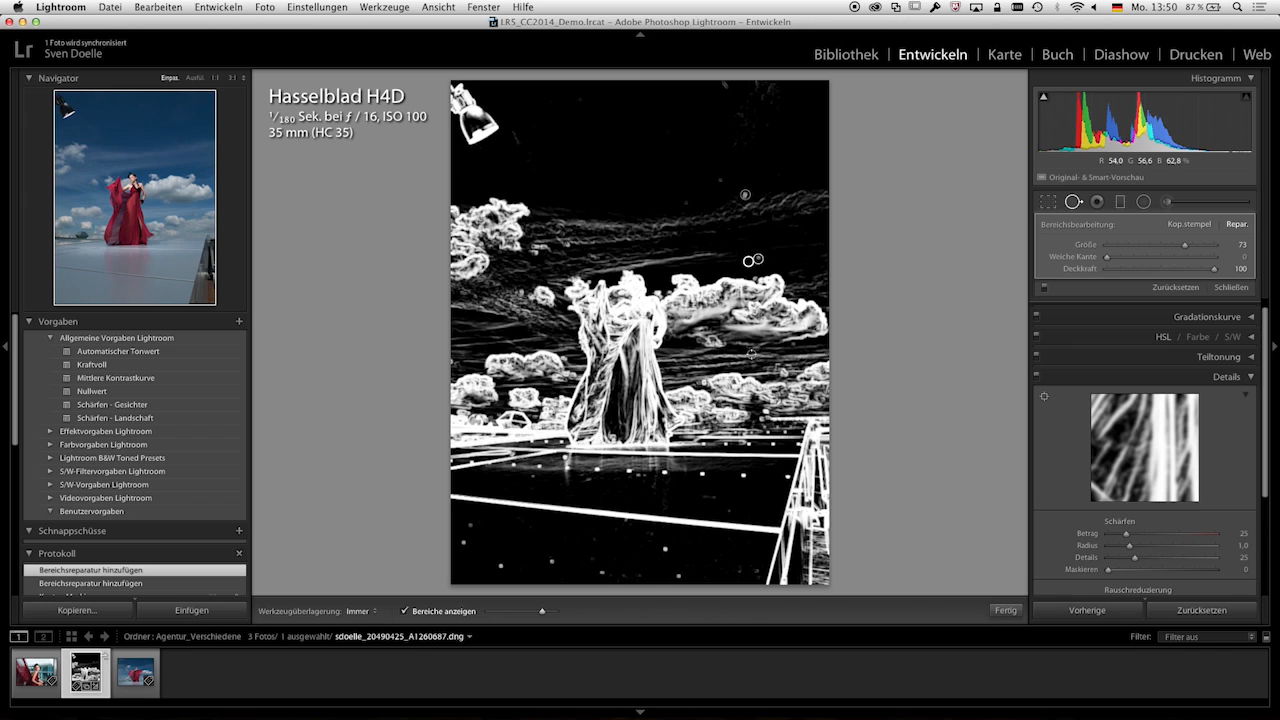 Lightroom Datei Bearbeiten Entwickeln Foto Einstellungen Werkzeuge Ansicht Fenster Hilfe Mo. 13:50 87 %
LR5_CC2014_Demo.lrcat – Adobe Photoshop Lightroom – Entwickeln
Lr
1 Foto wird synchronisiert
Sven Doelle
Bibliothek | Entwickeln | Karte | Buch | Diashow | Drucken | Web
Navigator Einpas. Ausfül. 1:1 3:1
Hasselblad H4D
1/180 Sek. bei ƒ / 16, ISO 100
35 mm (HC 35)
Vorgaben +
Allgemeine Vorgaben Lightroom
Automatischer Tonwert
Kraftvoll
Mittlere Kontrastkurve
Nullwert
Schärfen - Gesichter
Schärfen - Landschaft
Effektvorgaben Lightroom
Farbvorgaben Lightroom
Lightroom B&W Toned Presets
S/W-Filtervorgaben Lightroom
S/W-Vorgaben Lightroom
Videovorgaben Lightroom
Benutzervorgaben
Schnappschüsse +
Protokoll ×
Bereichsreparatur hinzufügen
Bereichsreparatur hinzufügen
Kopieren... Einfügen
Werkzeugüberlagerung: Immer Bereiche anzeigen Fertig
Histogramm
R 54,0 G 56,6 B 62,8 %
Original- & Smart-Vorschau
Bereichsbearbeitung: Kop.stempel Repar.
Größe 73
Weiche Kante 0
Deckkraft 100
Zurücksetzen Schließen
Gradationskurve
HSL / Farbe / S/W
Teiltonung
Details
Schärfen
Betrag 25
Radius 1,0
Details 25
Maskieren 0
Rauschreduzierung
Vorherige Zurücksetzen
1 2 Ordner : Agentur_Verschiedene 3 Fotos/ 1 ausgewählt/ sdoelle_20490425_A1260687.dng Filter: Filter aus